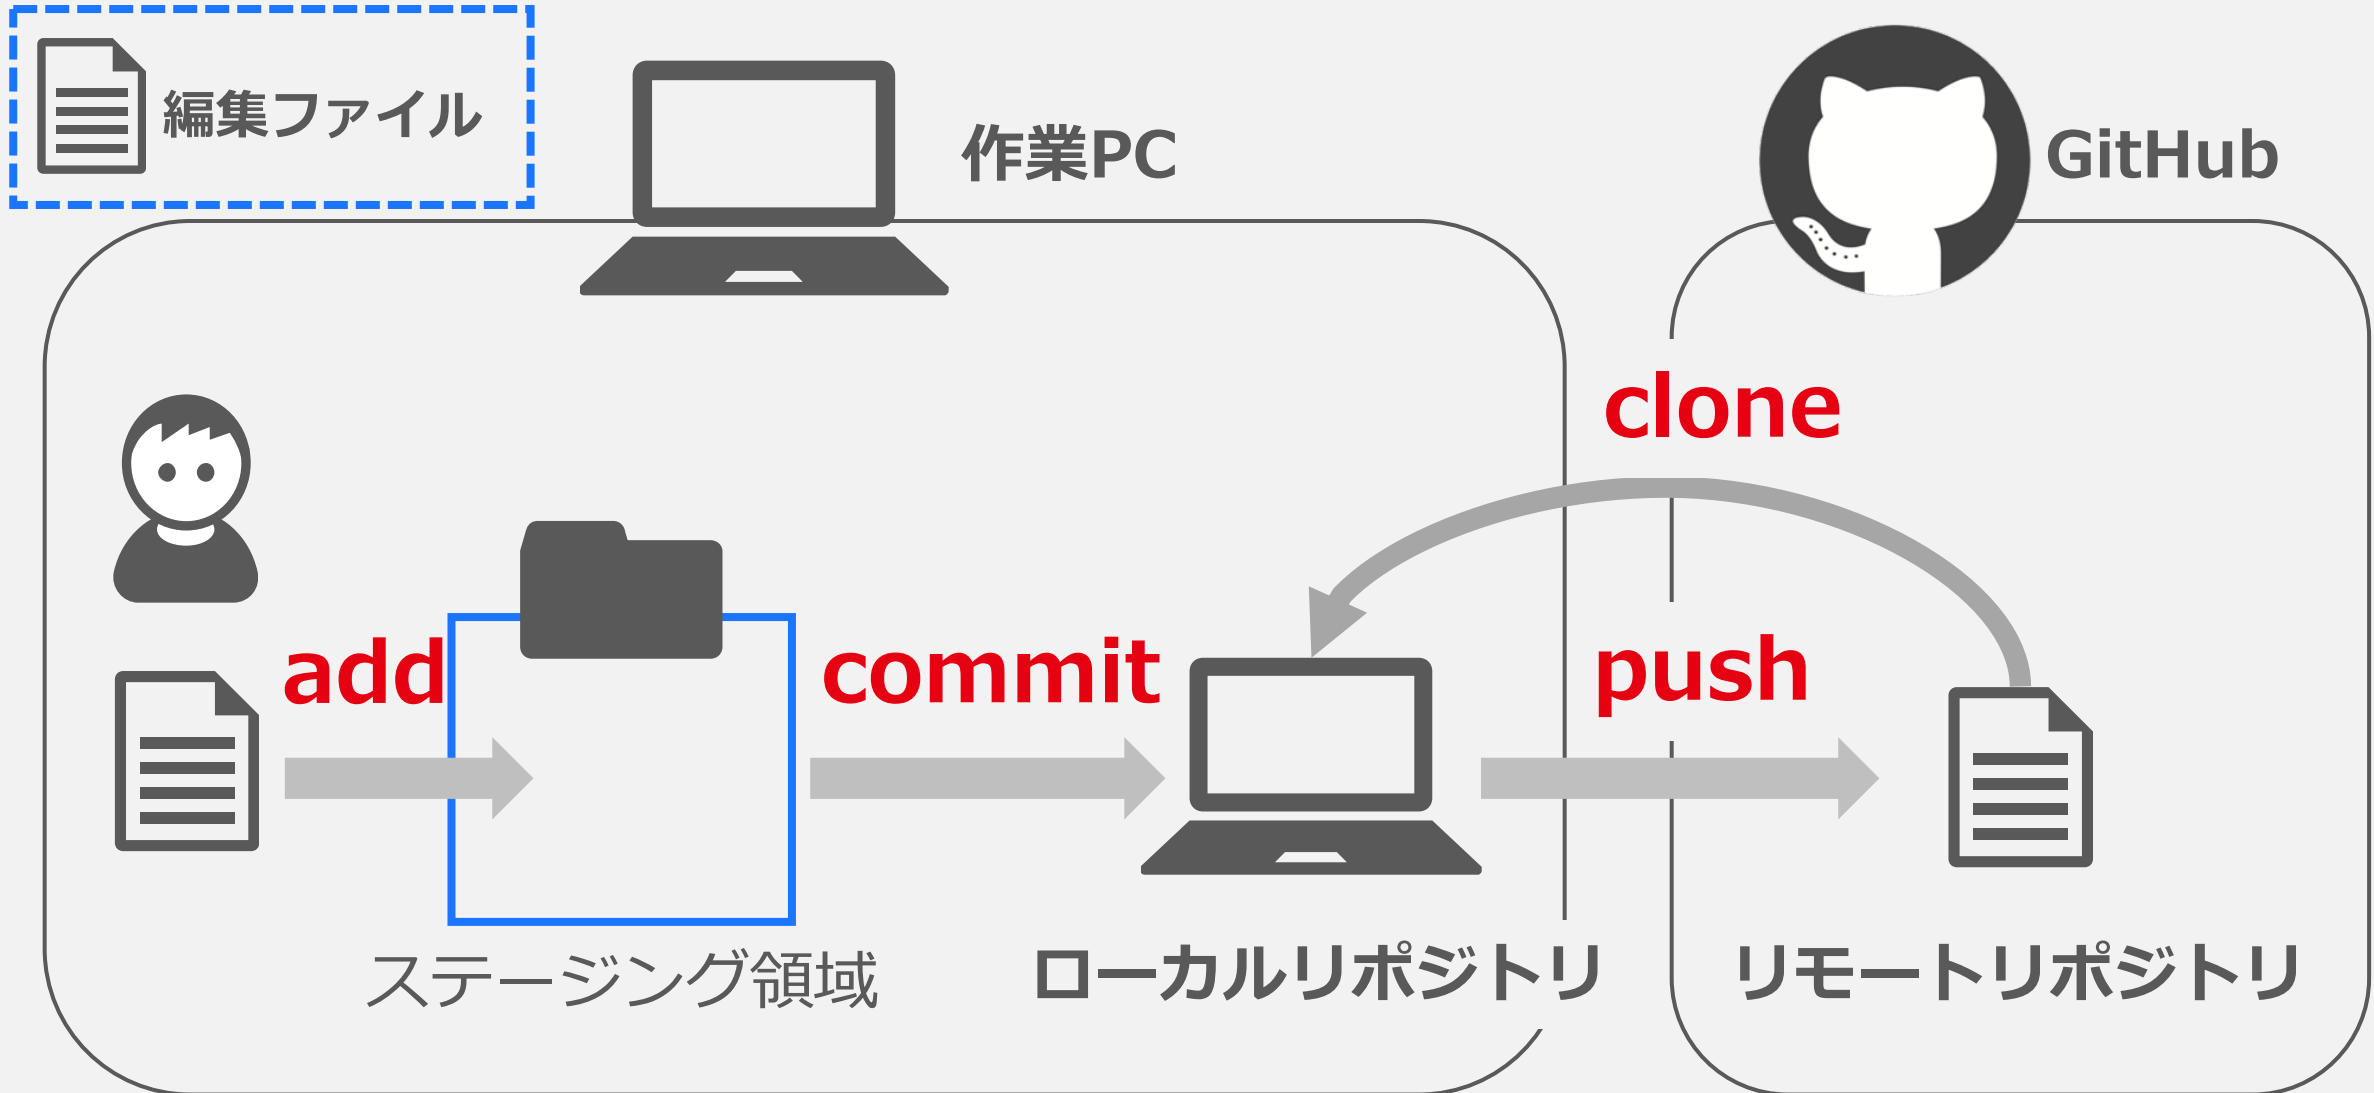 編集ファイル
作業PC
GitHub
clone
add
commit
push
ステージング領域
ローカルリポジトリ
リモートリポジトリ